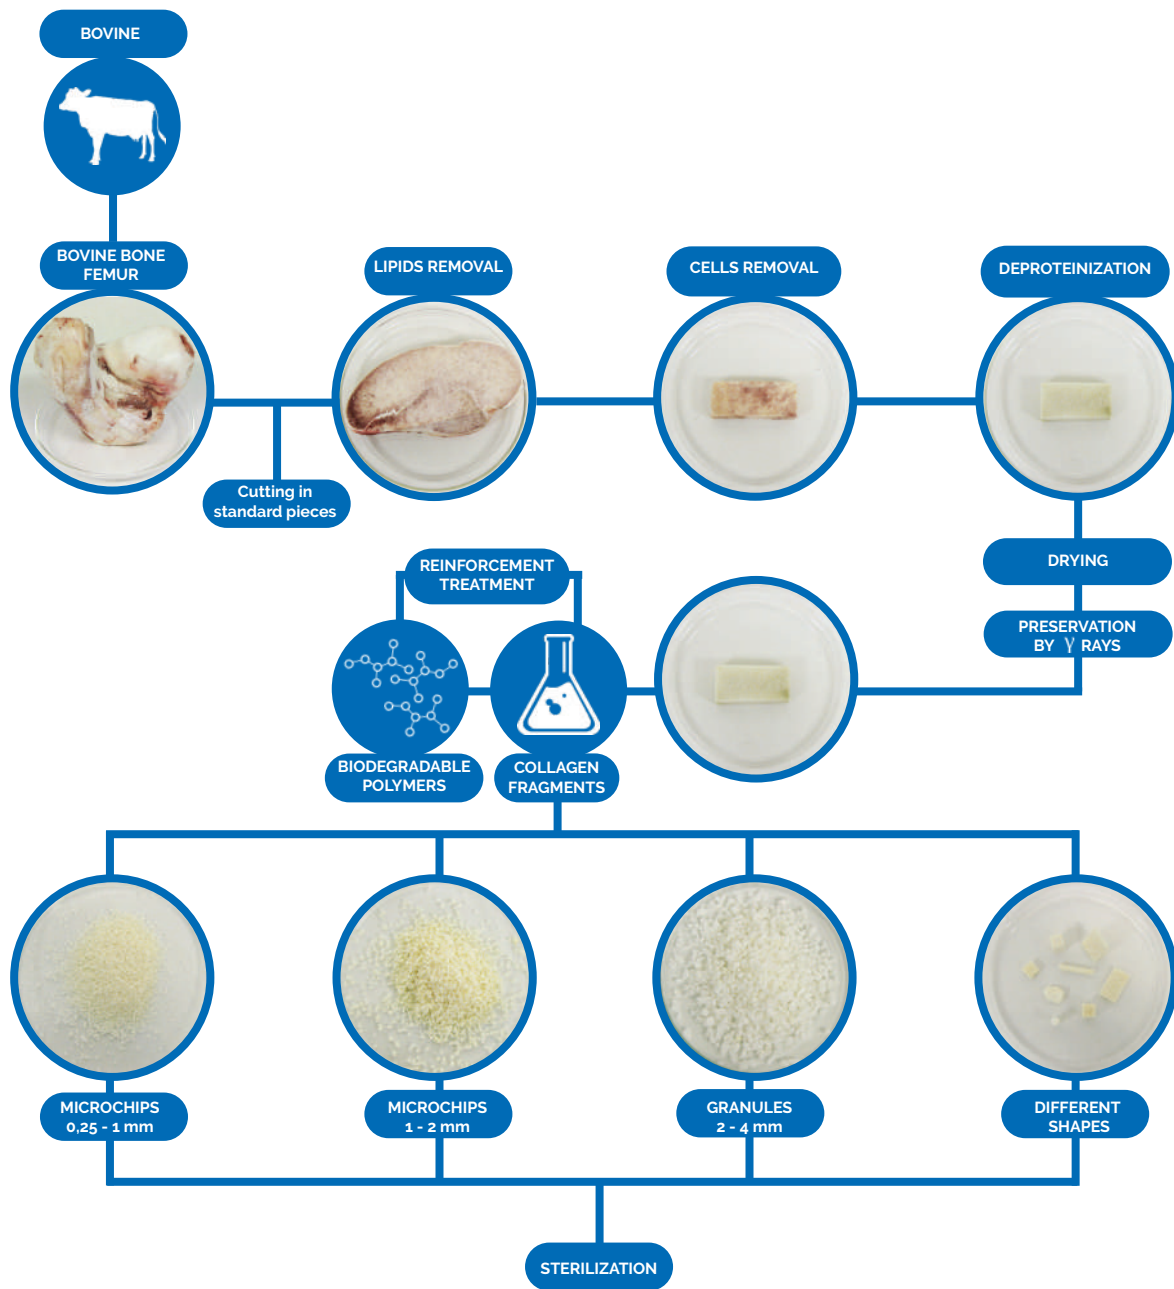 BOVINE
BOVINE BONE
FEMUR
LIPIDS REMOVAL
CELLS REMOVAL
DEPROTEINIZATION
Cutting in
standard pieces
DRYING
PRESERVATION
BY γ RAYS
REINFORCEMENT
TREATMENT
BIODEGRADABLE
POLYMERS
COLLAGEN
FRAGMENTS
MICROCHIPS
0,25 - 1 mm
MICROCHIPS
1 - 2 mm
GRANULES
2 - 4 mm
DIFFERENT
SHAPES
STERILIZATION